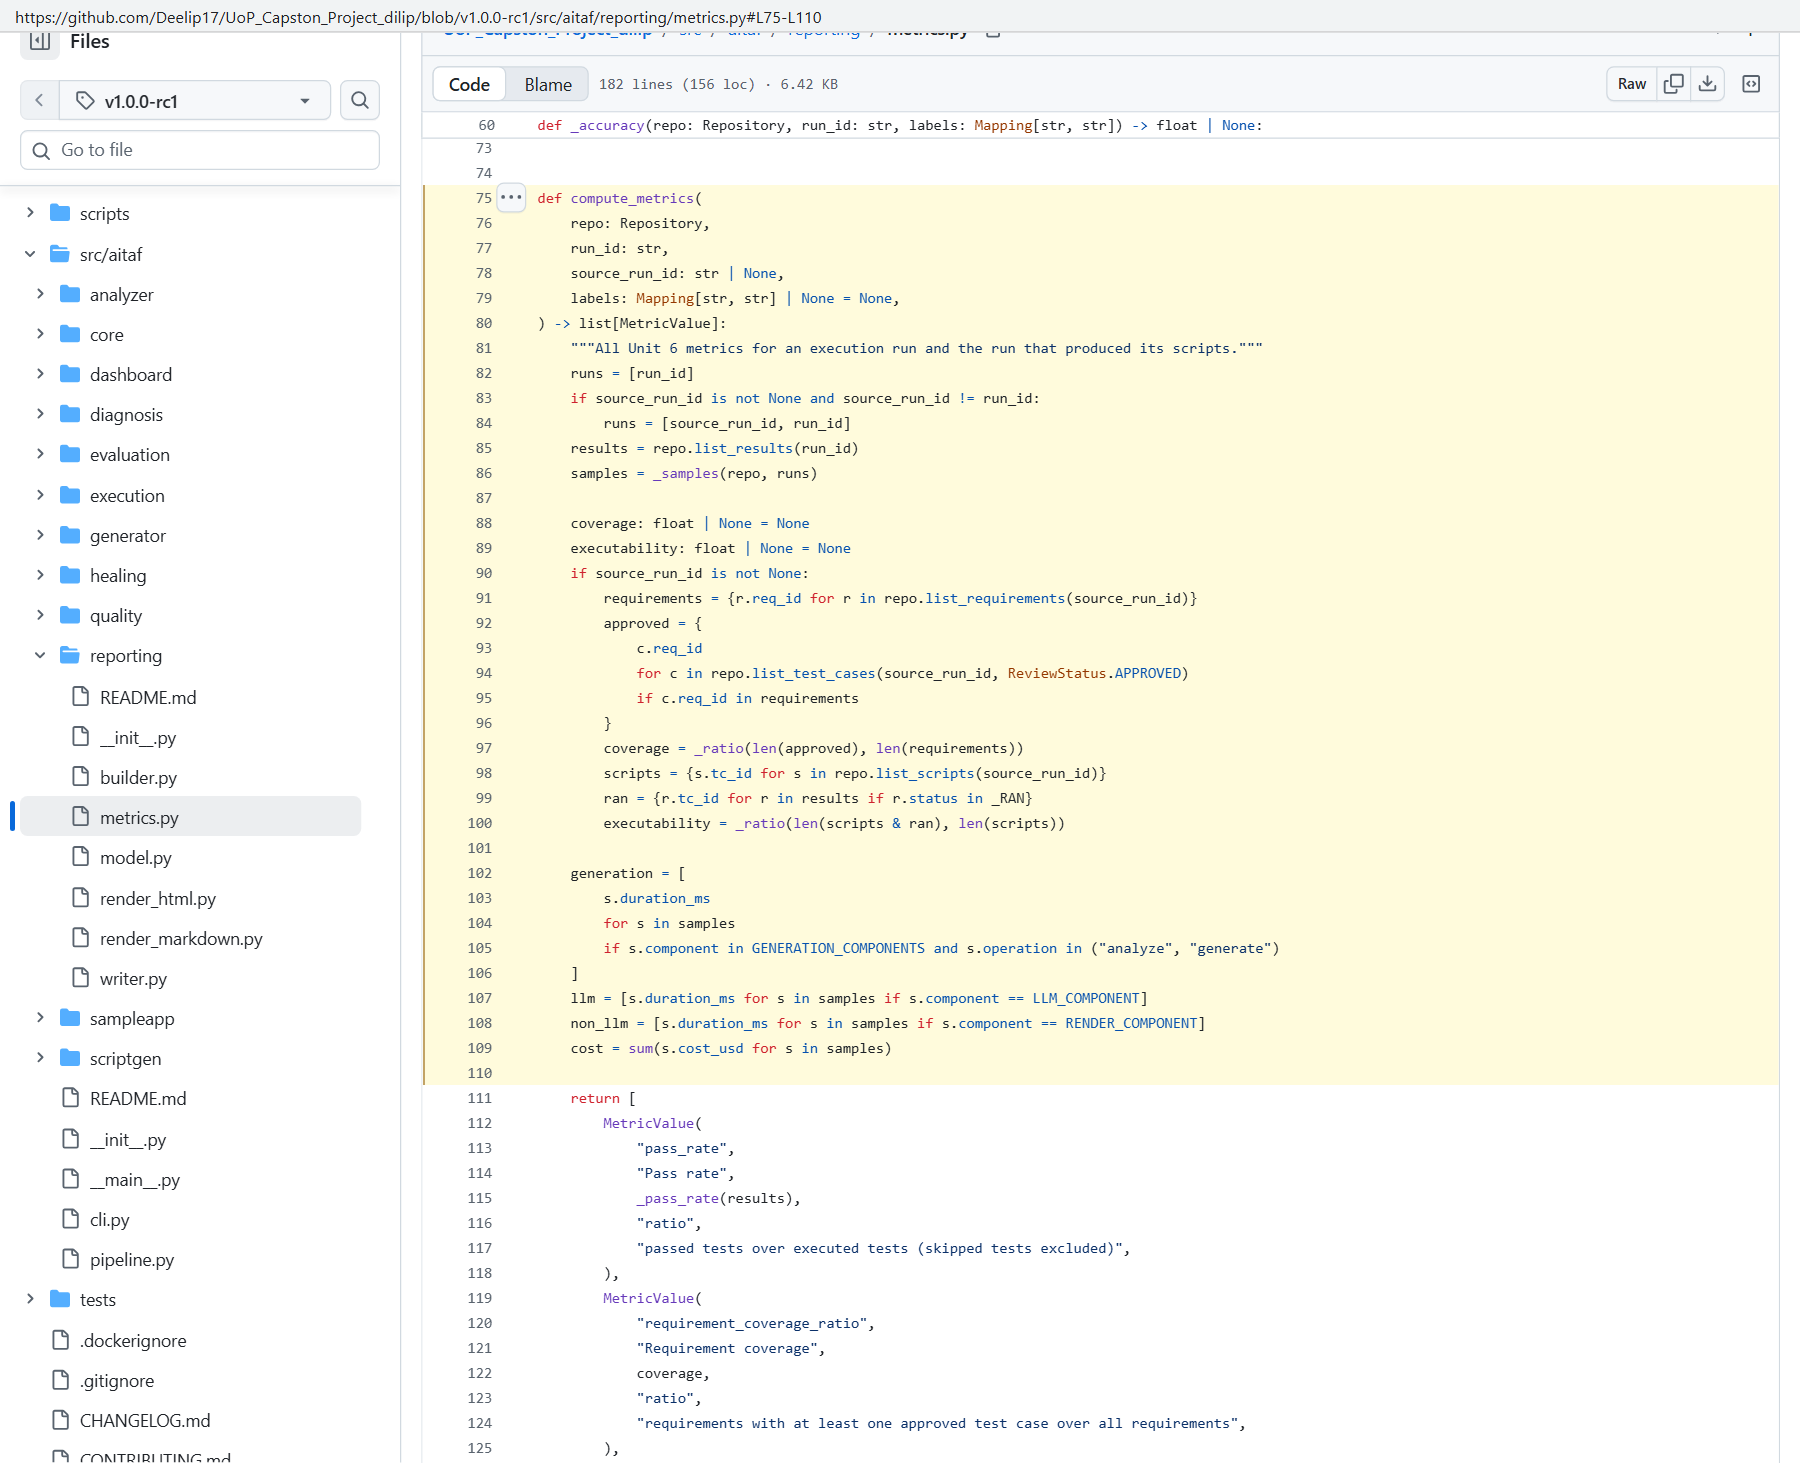 https://github.com/Deelip17/UoP_Capston_Project_dilip/blob/v1.0.0-rc1/src/aitaf/reporting/metrics.py#L75-L110
Files
UoP_Capston_Project_dilip / src / aitaf / reporting / metrics.py
v1.0.0-rc1
Go to file
scripts
src/aitaf
analyzer
core
dashboard
diagnosis
evaluation
execution
generator
healing
quality
reporting
README.md
__init__.py
builder.py
metrics.py
model.py
render_html.py
render_markdown.py
writer.py
sampleapp
scriptgen
README.md
__init__.py
__main__.py
cli.py
pipeline.py
tests
.dockerignore
.gitignore
CHANGELOG.md
CONTRIBUTING.md
Code Blame 182 lines (156 loc) · 6.42 KB Raw
60 def _accuracy(repo: Repository, run_id: str, labels: Mapping[str, str]) -> float | None:
73
74
75 def compute_metrics(
76     repo: Repository,
77     run_id: str,
78     source_run_id: str | None,
79     labels: Mapping[str, str] | None = None,
80 ) -> list[MetricValue]:
81     """All Unit 6 metrics for an execution run and the run that produced its scripts."""
82     runs = [run_id]
83     if source_run_id is not None and source_run_id != run_id:
84         runs = [source_run_id, run_id]
85     results = repo.list_results(run_id)
86     samples = _samples(repo, runs)
87
88     coverage: float | None = None
89     executability: float | None = None
90     if source_run_id is not None:
91         requirements = {r.req_id for r in repo.list_requirements(source_run_id)}
92         approved = {
93             c.req_id
94             for c in repo.list_test_cases(source_run_id, ReviewStatus.APPROVED)
95             if c.req_id in requirements
96         }
97         coverage = _ratio(len(approved), len(requirements))
98         scripts = {s.tc_id for s in repo.list_scripts(source_run_id)}
99         ran = {r.tc_id for r in results if r.status in _RAN}
100         executability = _ratio(len(scripts & ran), len(scripts))
101
102     generation = [
103         s.duration_ms
104         for s in samples
105         if s.component in GENERATION_COMPONENTS and s.operation in ("analyze", "generate")
106     ]
107     llm = [s.duration_ms for s in samples if s.component == LLM_COMPONENT]
108     non_llm = [s.duration_ms for s in samples if s.component == RENDER_COMPONENT]
109     cost = sum(s.cost_usd for s in samples)
110
111     return [
112         MetricValue(
113             "pass_rate",
114             "Pass rate",
115             _pass_rate(results),
116             "ratio",
117             "passed tests over executed tests (skipped tests excluded)",
118         ),
119         MetricValue(
120             "requirement_coverage_ratio",
121             "Requirement coverage",
122             coverage,
123             "ratio",
124             "requirements with at least one approved test case over all requirements",
125         ),